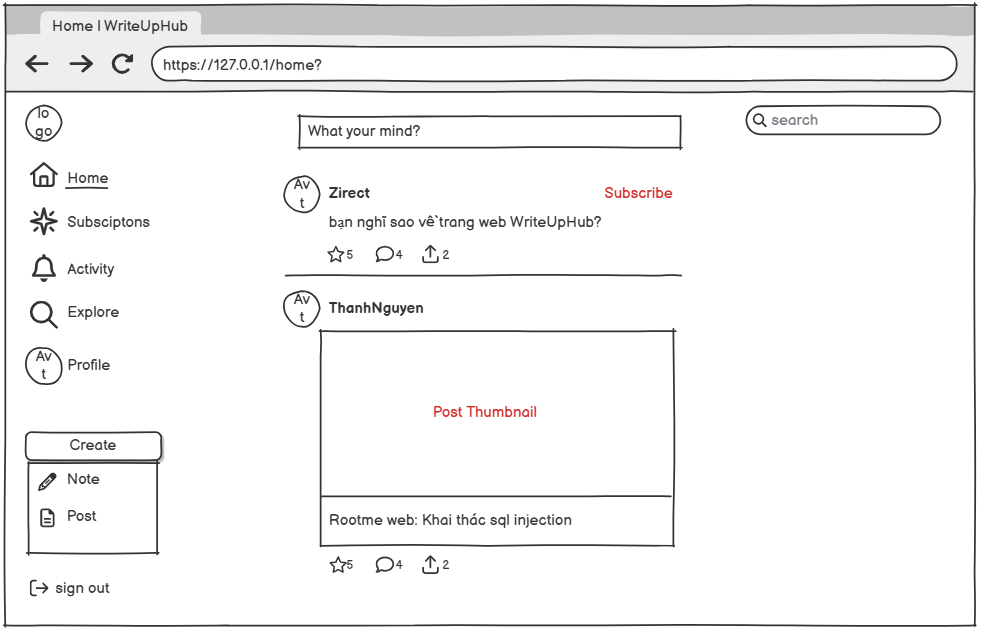 Home | WriteUpHub
https://127.0.0.1/home?
lo
go
What your mind?
search
Home
Subsciptons
Activity
Explore
Avt
Profile
Create
Note
Post
sign out
Av
t
Zirect
Subscribe
bạn nghĩ sao về trang web WriteUpHub?
5 4 2
Av
t
ThanhNguyen
Post Thumbnail
Rootme web: Khai thác sql injection
5 4 2